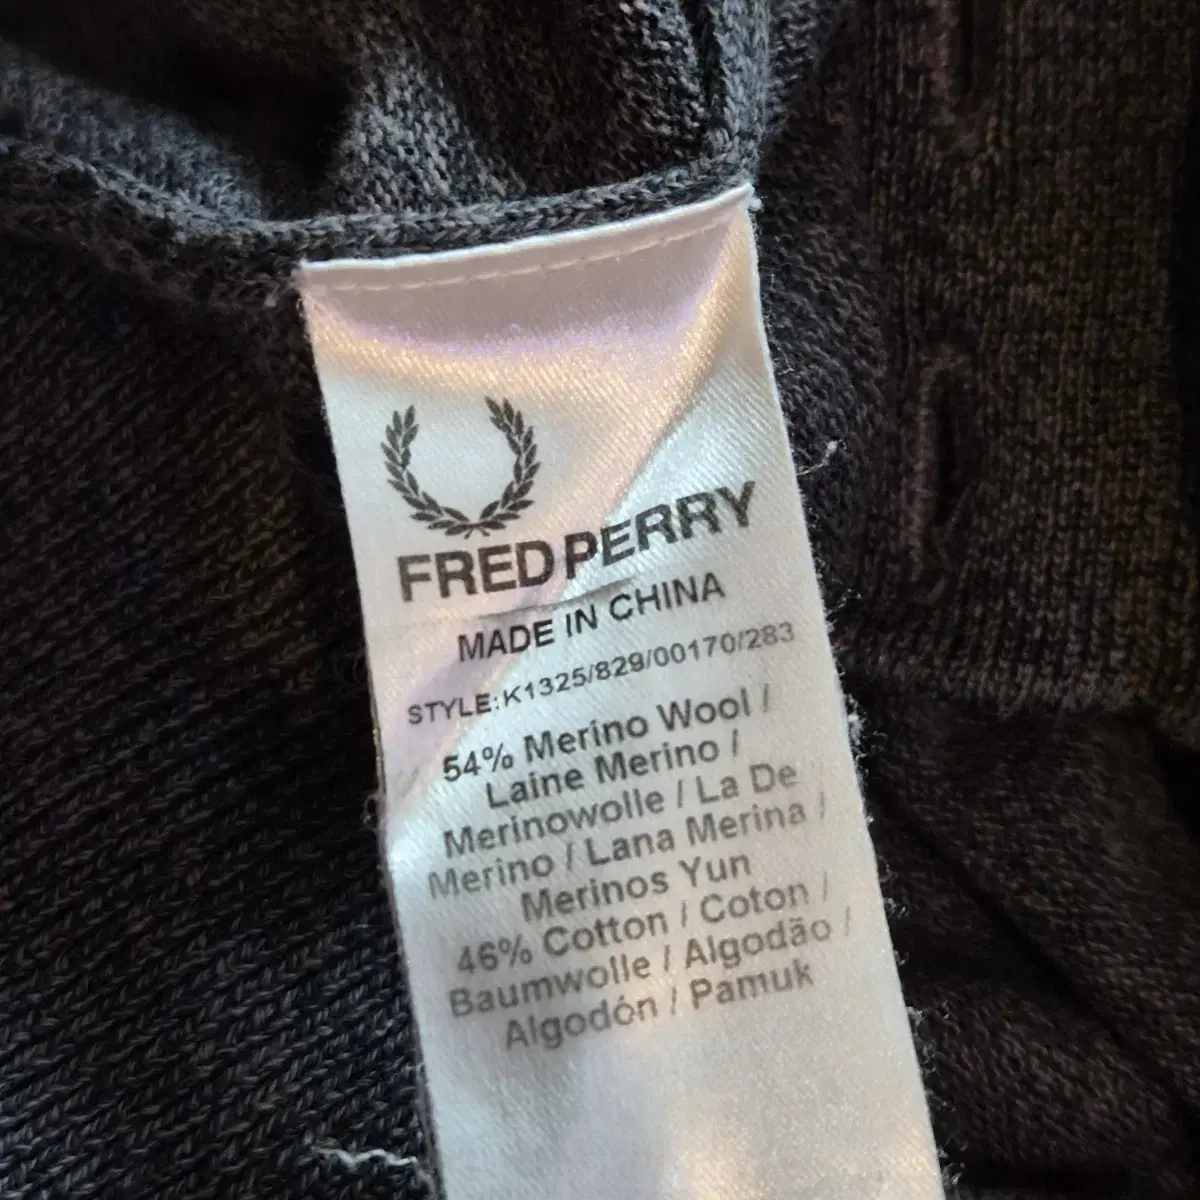 FRED PERRY
MADE IN CHINA
STYLE:K1325/829/00170/283
54% Merino Wool /
Laine Merino /
Merinowolle / La De
Merino / Lana Merina /
Merinos Yun
46% Cotton / Coton /
Baumwolle / Algodão /
Algodón / Pamuk